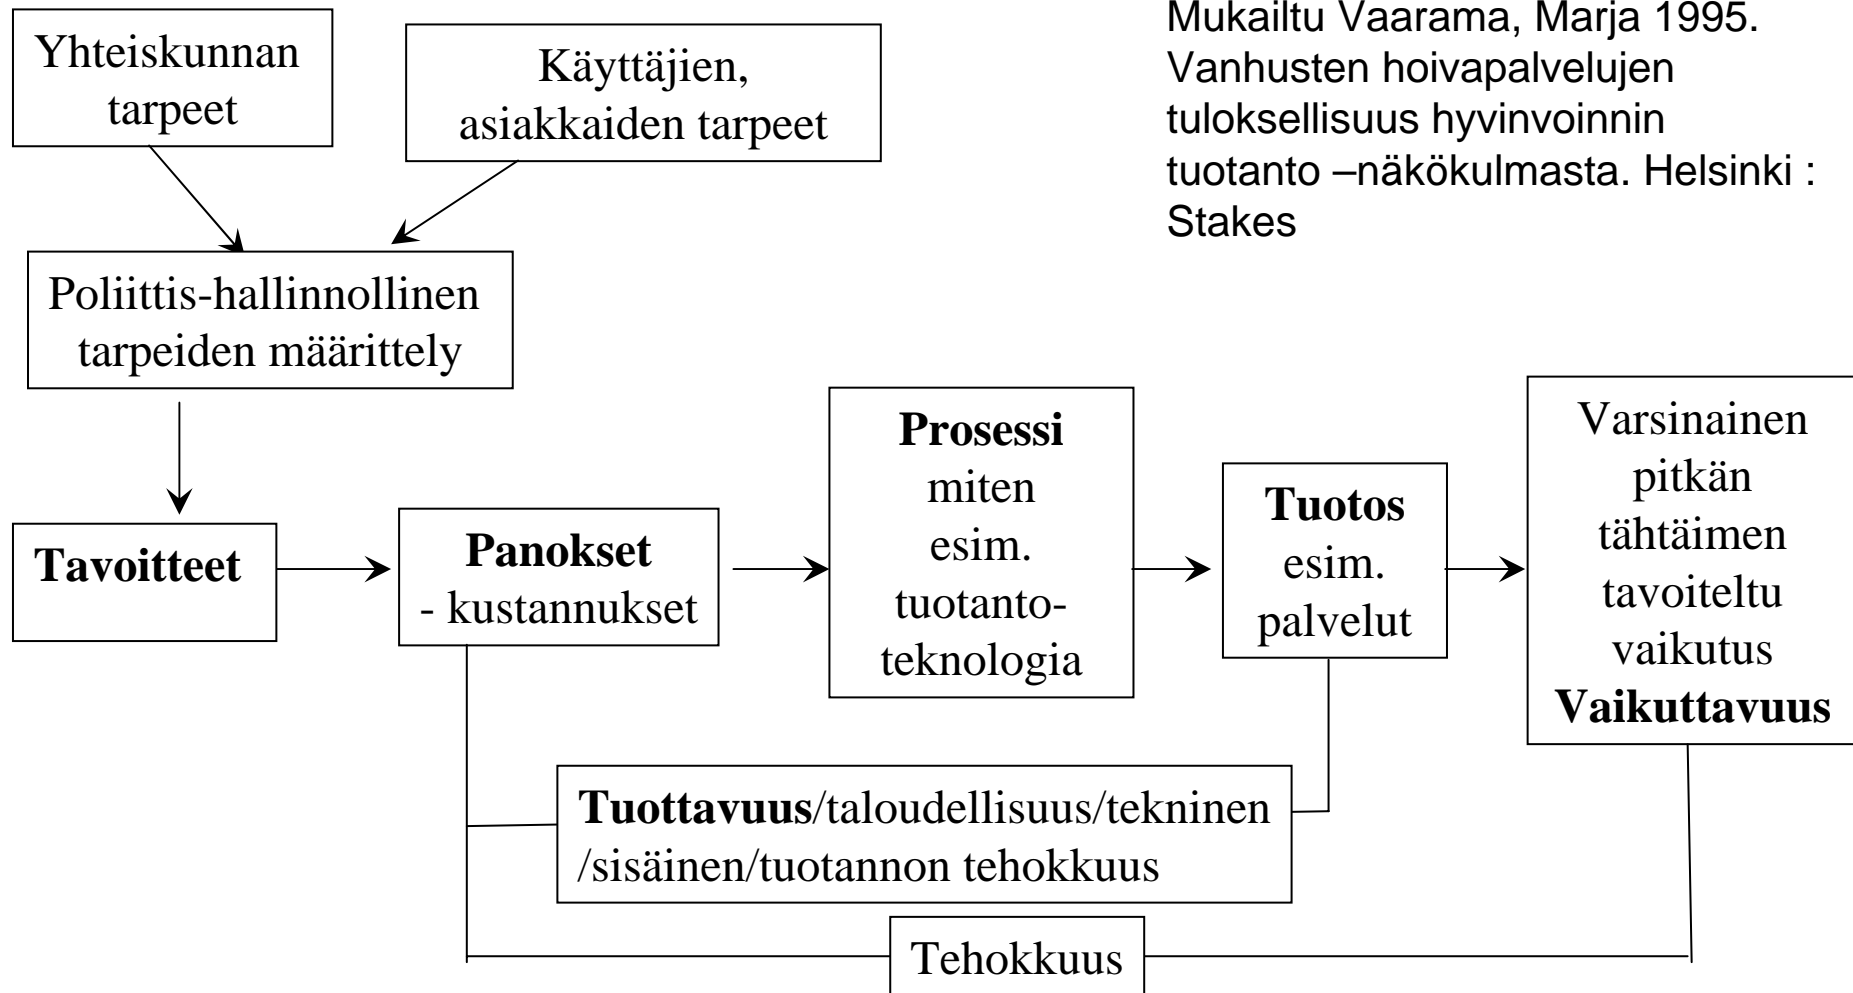 Mukailtu Vaarama, Marja 1995.
Vanhusten hoivapalvelujen
tuloksellisuus hyvinvoinnin
tuotanto –näkökulmasta. Helsinki :
Stakes
Yhteiskunnan
tarpeet
Käyttäjien,
asiakkaiden tarpeet
Poliittis-hallinnollinen
tarpeiden määrittely
Tavoitteet
Panokset
- kustannukset
Prosessi
miten
esim.
tuotanto-
teknologia
Tuotos
esim.
palvelut
Varsinainen
pitkän
tähtäimen
tavoiteltu
vaikutus
Vaikuttavuus
Tuottavuus/taloudellisuus/tekninen
/sisäinen/tuotannon tehokkuus
Tehokkuus